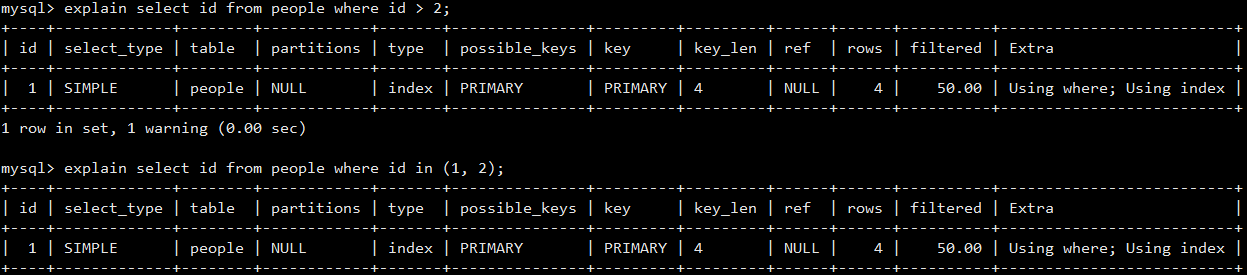 mysql> explain select id from people where id > 2;
+----+-------------+--------+------------+-------+---------------+---------+---------+------+------+----------+--------------------------+
| id | select_type | table  | partitions | type  | possible_keys | key     | key_len | ref  | rows | filtered | Extra                    |
+----+-------------+--------+------------+-------+---------------+---------+---------+------+------+----------+--------------------------+
|  1 | SIMPLE      | people | NULL       | index | PRIMARY       | PRIMARY | 4       | NULL |    4 |    50.00 | Using where; Using index |
+----+-------------+--------+------------+-------+---------------+---------+---------+------+------+----------+--------------------------+
1 row in set, 1 warning (0.00 sec)

mysql> explain select id from people where id in (1, 2);
+----+-------------+--------+------------+-------+---------------+---------+---------+------+------+----------+--------------------------+
| id | select_type | table  | partitions | type  | possible_keys | key     | key_len | ref  | rows | filtered | Extra                    |
+----+-------------+--------+------------+-------+---------------+---------+---------+------+------+----------+--------------------------+
|  1 | SIMPLE      | people | NULL       | index | PRIMARY       | PRIMARY | 4       | NULL |    4 |    50.00 | Using where; Using index |
+----+-------------+--------+------------+-------+---------------+---------+---------+------+------+----------+--------------------------+